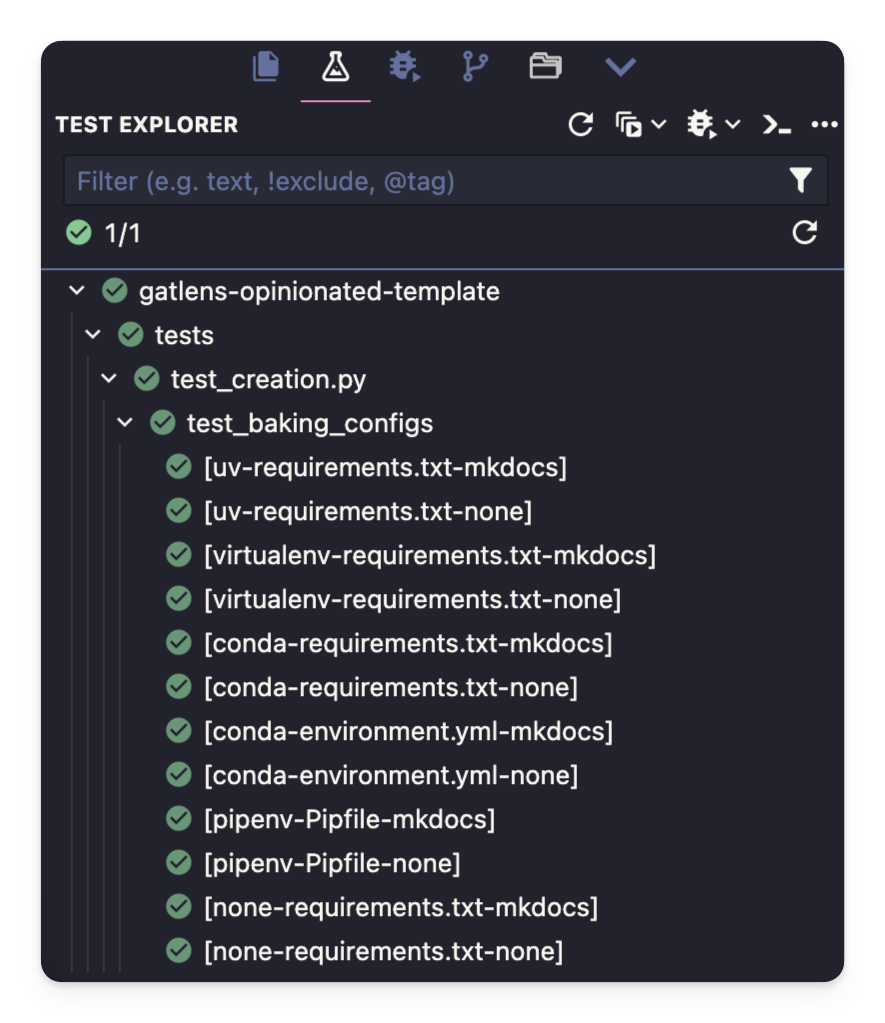 TEST EXPLORER
Filter (e.g. text, !exclude, @tag)
1/1
gatlens-opinionated-template
tests
test_creation.py
test_baking_configs
[uv-requirements.txt-mkdocs]
[uv-requirements.txt-none]
[virtualenv-requirements.txt-mkdocs]
[virtualenv-requirements.txt-none]
[conda-requirements.txt-mkdocs]
[conda-requirements.txt-none]
[conda-environment.yml-mkdocs]
[conda-environment.yml-none]
[pipenv-Pipfile-mkdocs]
[pipenv-Pipfile-none]
[none-requirements.txt-mkdocs]
[none-requirements.txt-none]